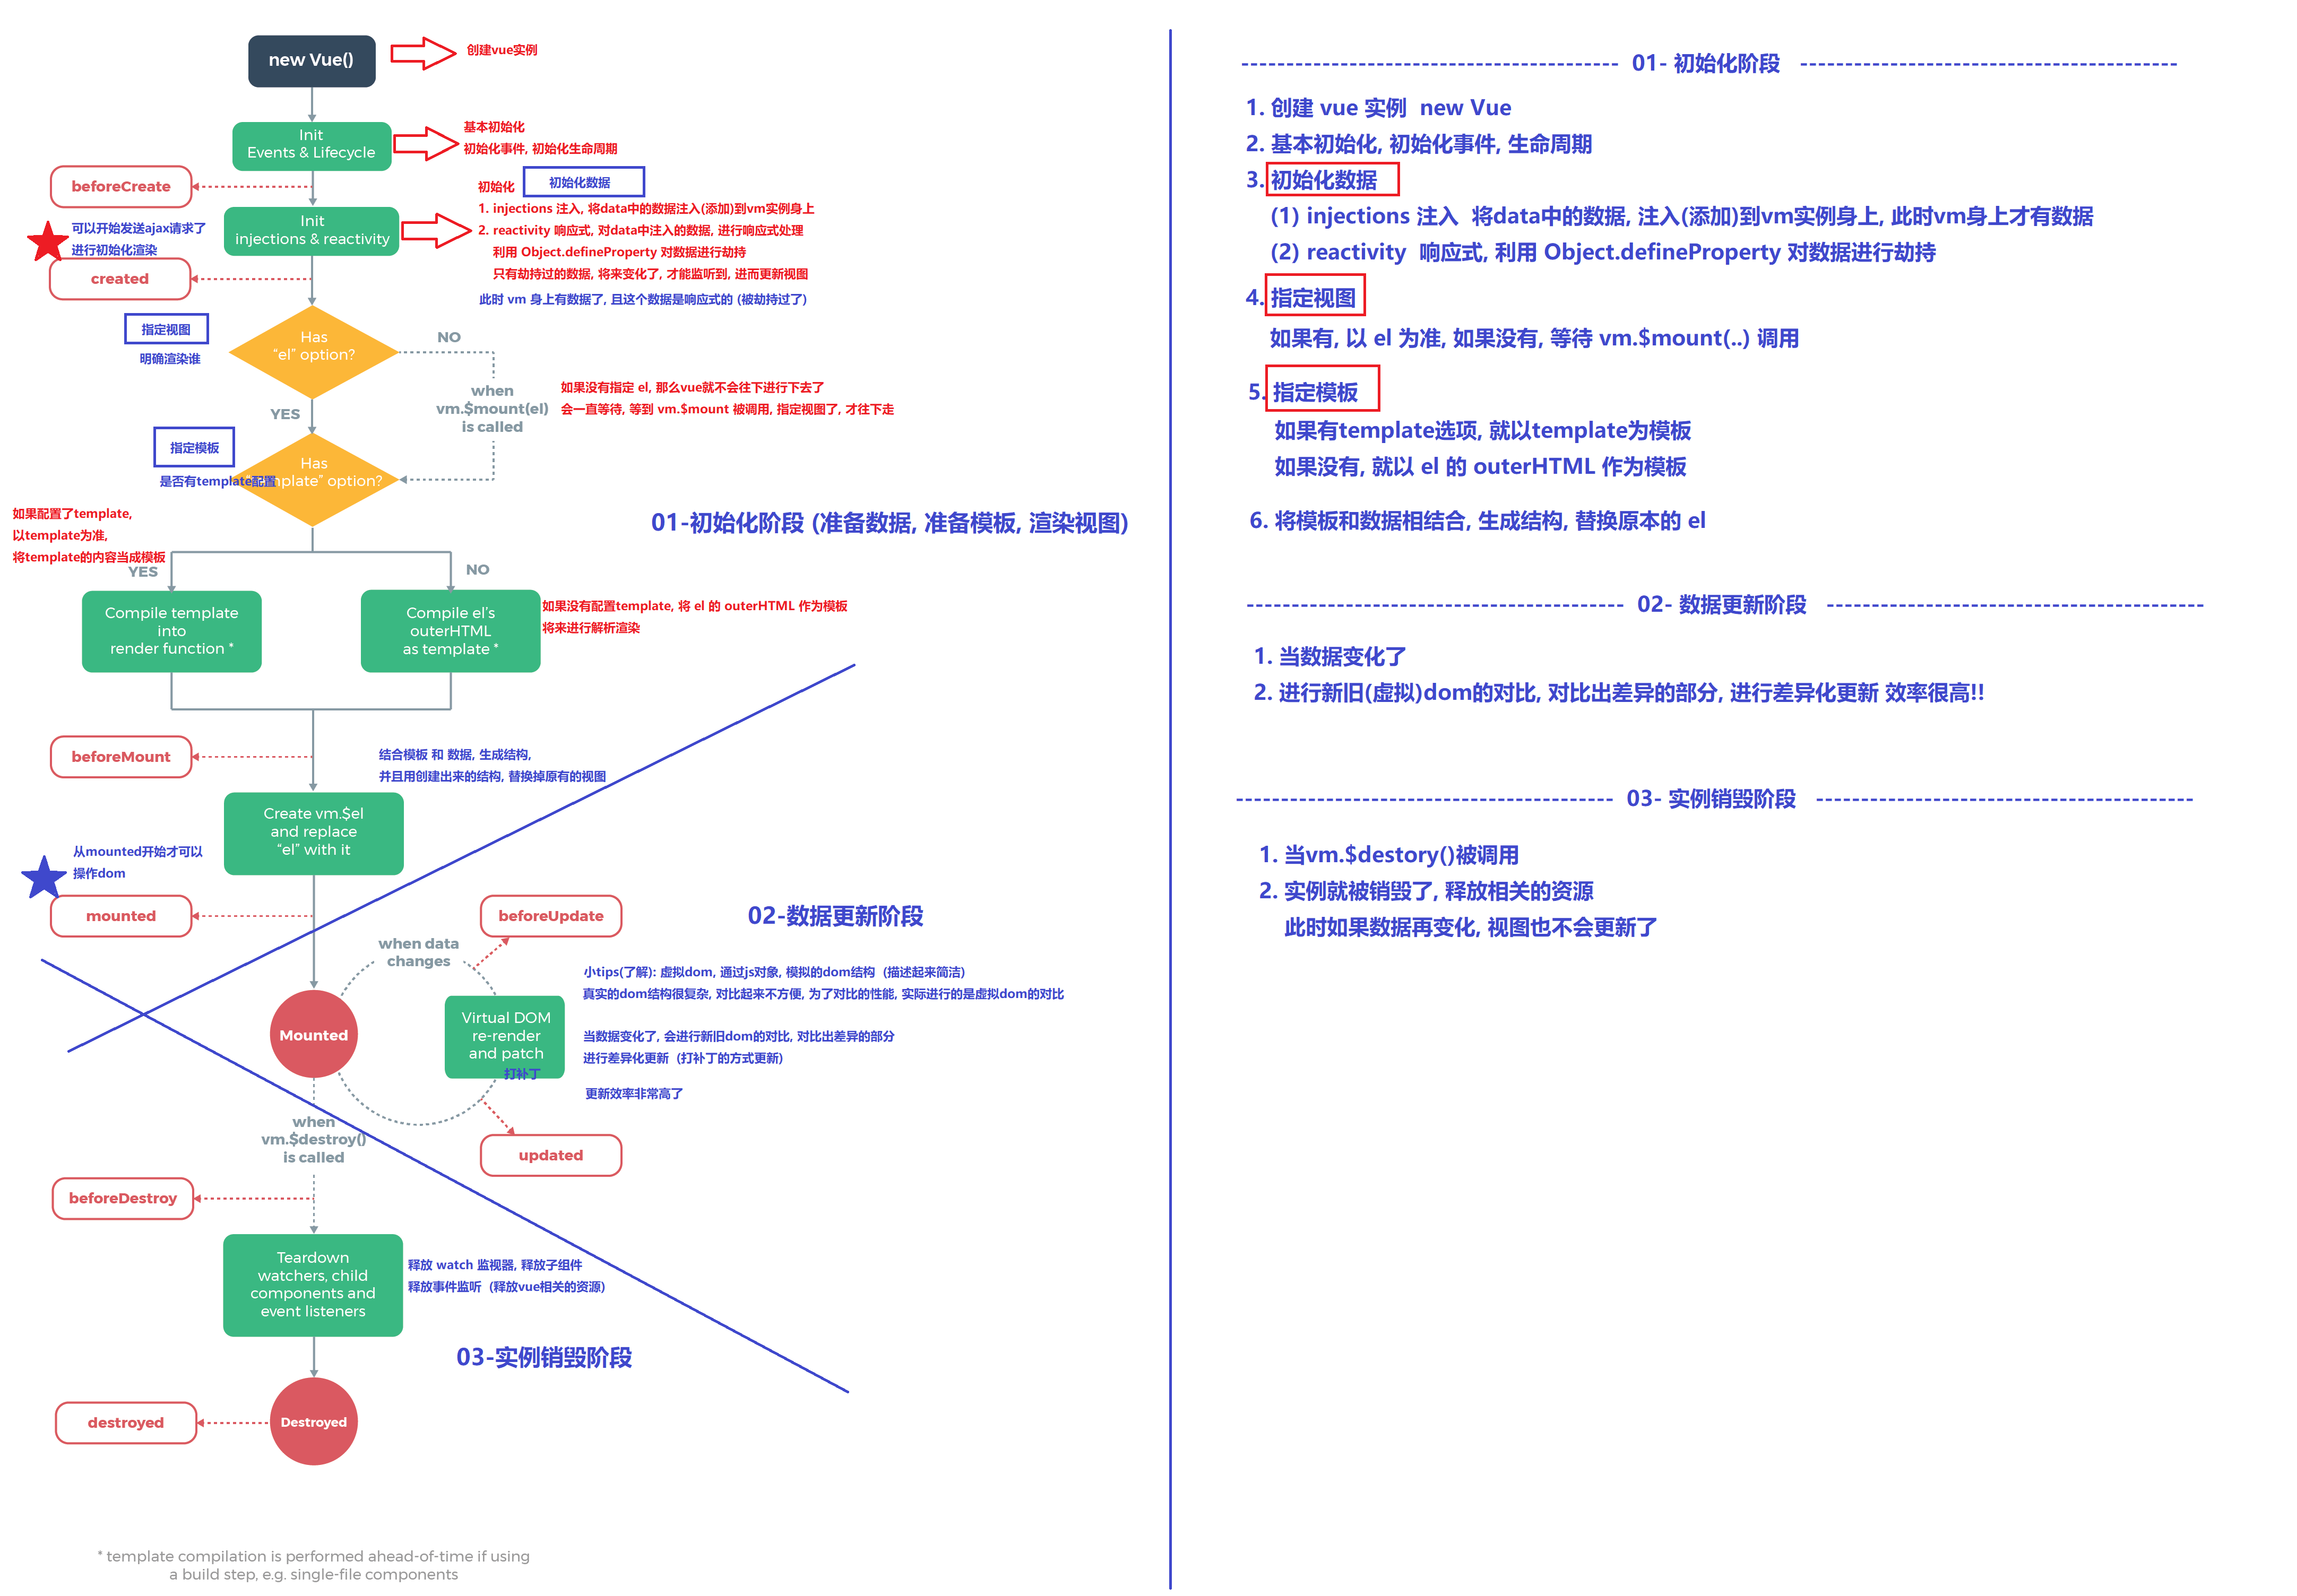 new Vue()
创建vue实例
Init
Events & Lifecycle
基本初始化
初始化事件, 初始化生命周期
beforeCreate
初始化
初始化数据
Init
injections & reactivity
1. injections 注入, 将data中的数据注入(添加)到vm实例身上
2. reactivity 响应式, 对data中注入的数据, 进行响应式处理
利用 Object.defineProperty 对数据进行劫持
只有劫持过的数据, 将来变化了, 才能监听到, 进而更新视图
此时 vm 身上有数据了, 且这个数据是响应式的 (被劫持过了)
可以开始发送ajax请求了
进行初始化渲染
created
指定视图
明确渲染谁
Has
“el” option?
NO
when
vm.$mount(el)
is called
如果没有指定 el, 那么vue就不会往下进行下去了
会一直等待, 等到 vm.$mount 被调用, 指定视图了, 才往下走
YES
指定模板
是否有template配置
Has
plate” option?
如果配置了template,
以template为准,
将template的内容当成模板
YES
NO
01-初始化阶段 (准备数据, 准备模板, 渲染视图)
Compile template
into
render function *
Compile el’s
outerHTML
as template *
如果没有配置template, 将 el 的 outerHTML 作为模板
将来进行解析渲染
beforeMount
结合模板 和 数据, 生成结构,
并且用创建出来的结构, 替换掉原有的视图
Create vm.$el
and replace
“el” with it
从mounted开始才可以
操作dom
mounted
beforeUpdate
02-数据更新阶段
when data
changes
小tips(了解): 虚拟dom, 通过js对象, 模拟的dom结构 (描述起来简洁)
真实的dom结构很复杂, 对比起来不方便, 为了对比的性能, 实际进行的是虚拟dom的对比
Mounted
Virtual DOM
re-render
and patch
打补丁
当数据变化了, 会进行新旧dom的对比, 对比出差异的部分
进行差异化更新 (打补丁的方式更新)
更新效率非常高了
when
vm.$destroy()
is called
updated
beforeDestroy
Teardown
watchers, child
components and
event listeners
释放 watch 监视器, 释放子组件
释放事件监听 (释放vue相关的资源)
03-实例销毁阶段
destroyed
Destroyed
* template compilation is performed ahead-of-time if using
a build step, e.g. single-file components
------------------------------------------ 01- 初始化阶段 ------------------------------------------
1. 创建 vue 实例 new Vue
2. 基本初始化, 初始化事件, 生命周期
3. 初始化数据
(1) injections 注入 将data中的数据, 注入(添加)到vm实例身上, 此时vm身上才有数据
(2) reactivity 响应式, 利用 Object.defineProperty 对数据进行劫持
4. 指定视图
如果有, 以 el 为准, 如果没有, 等待 vm.$mount(..) 调用
5. 指定模板
如果有template选项, 就以template为模板
如果没有, 就以 el 的 outerHTML 作为模板
6. 将模板和数据相结合, 生成结构, 替换原本的 el
------------------------------------------ 02- 数据更新阶段 ------------------------------------------
1. 当数据变化了
2. 进行新旧(虚拟)dom的对比, 对比出差异的部分, 进行差异化更新 效率很高!!
------------------------------------------ 03- 实例销毁阶段 ------------------------------------------
1. 当vm.$destory()被调用
2. 实例就被销毁了, 释放相关的资源
此时如果数据再变化, 视图也不会更新了